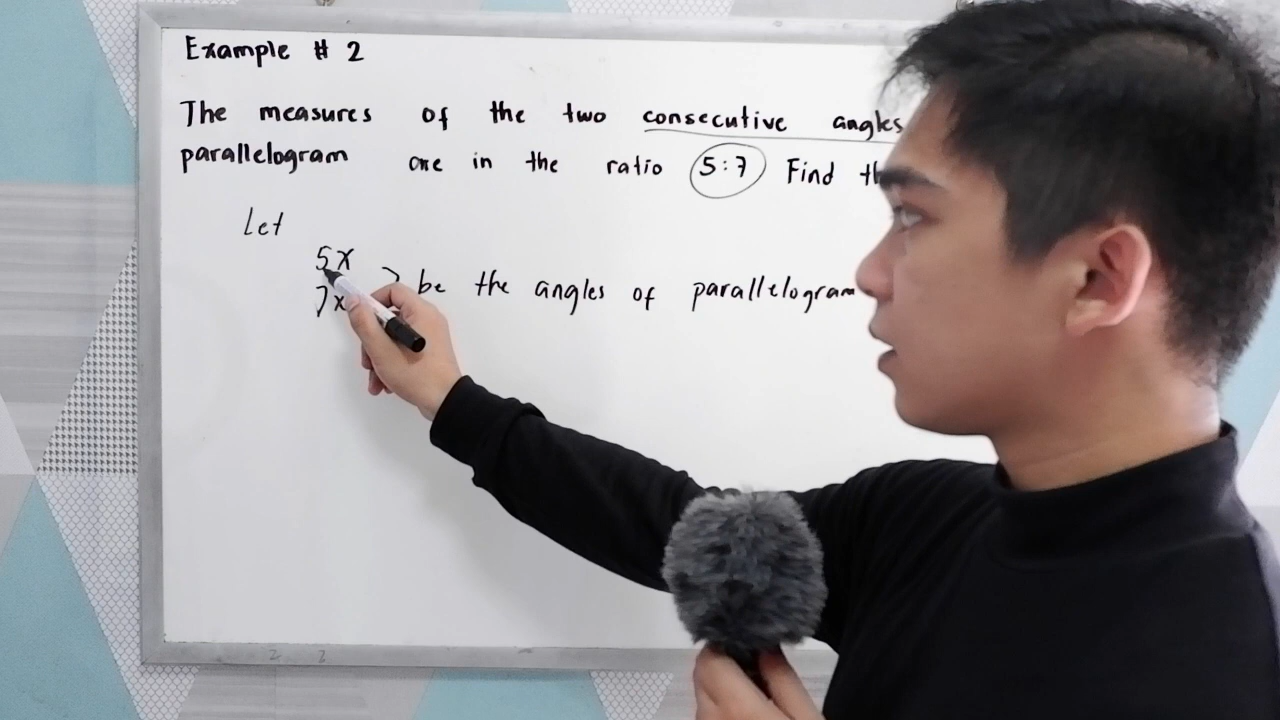 Example # 2
The measures of the two consecutive angles
parallelogram are in the ratio 5:7 Find
Let
5x
7x
be the angles of parallelogram